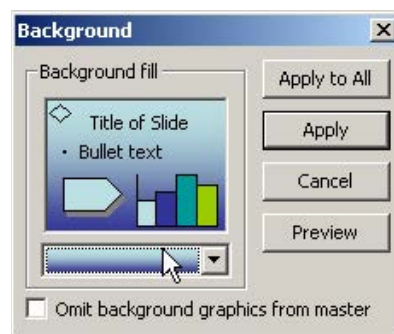 Background
Background fill
Title of Slide
• Bullet text
Apply to All
Apply
Cancel
Preview
Omit background graphics from master